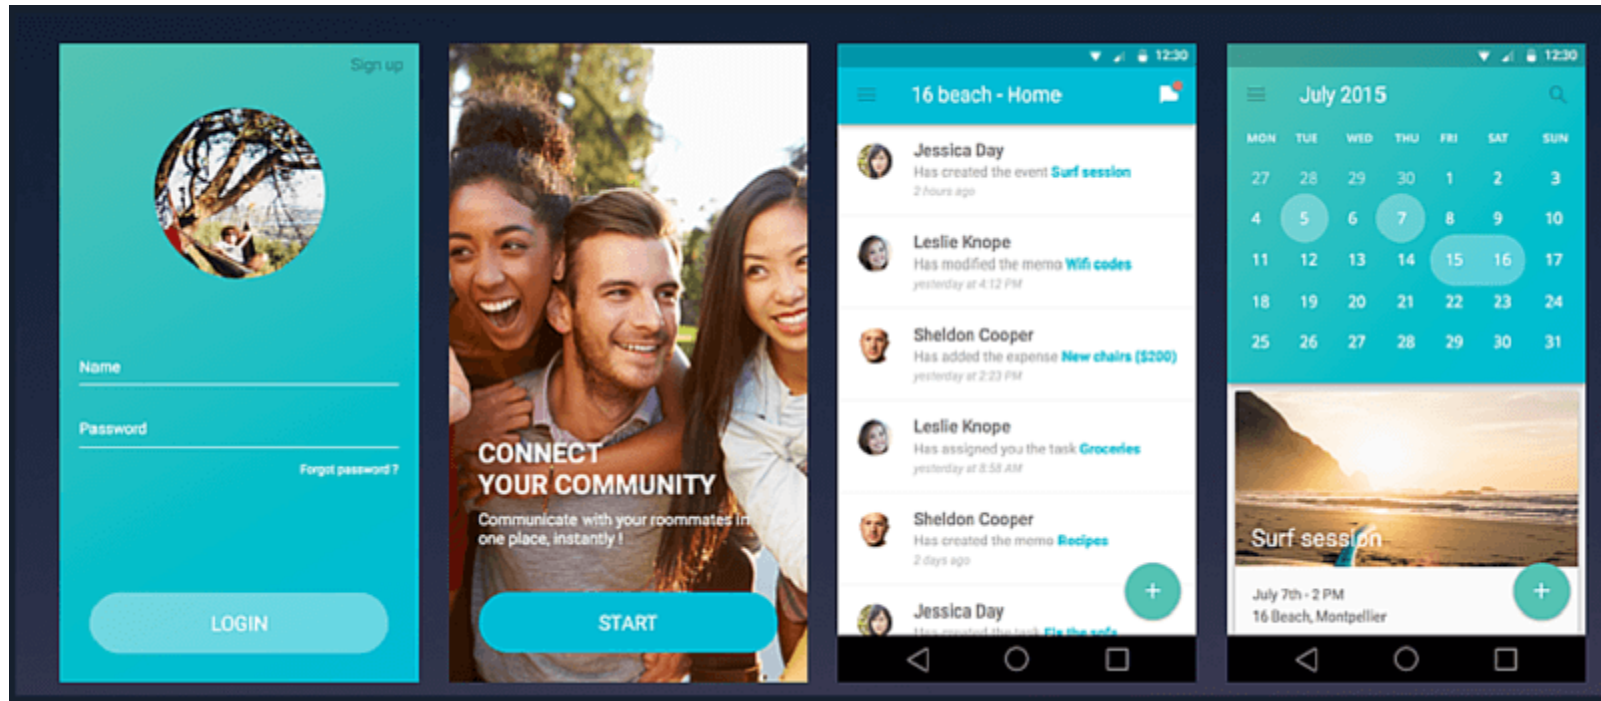 Sign up
Name
Password
Forgot password ?
LOGIN
CONNECT
YOUR COMMUNITY
Communicate with your roommates in
one place, instantly !
START
12:30
16 beach - Home
Jessica Day
Has created the event Surf session
2 hours ago
Leslie Knope
Has modified the memo Wifi codes
yesterday at 4:12 PM
Sheldon Cooper
Has added the expense New chairs ($200)
yesterday at 2:23 PM
Leslie Knope
Has assigned you the task Groceries
yesterday at 8:58 AM
Sheldon Cooper
Has created the memo Recipes
2 days ago
Jessica Day
Has created the task Fix the sofa
12:30
July 2015
MON TUE WED THU FRI SAT SUN
27 28 29 30 1 2 3
4 5 6 7 8 9 10
11 12 13 14 15 16 17
18 19 20 21 22 23 24
25 26 27 28 29 30 31
Surf session
July 7th - 2 PM
16 Beach, Montpellier